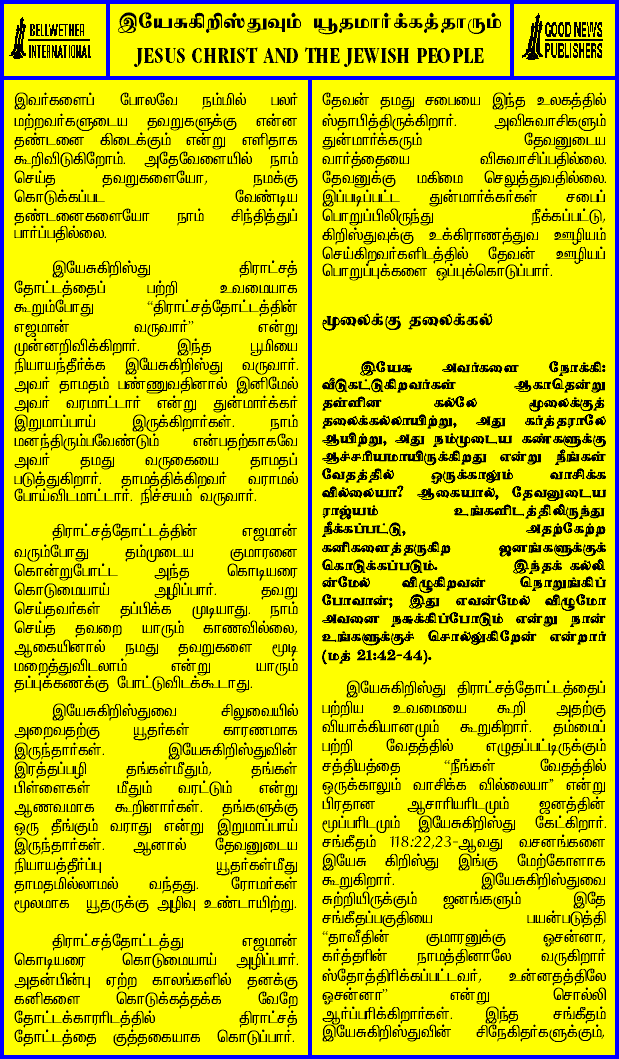 BELLWETHER
INTERNATIONAL
இயேசுகிறிஸ்துவும் யூதமார்க்கத்தாரும்
JESUS CHRIST AND THE JEWISH PEOPLE
GOOD NEWS
PUBLISHERS
இவர்களைப் போலவே நம்மில் பலர்
மற்றவர்களுடைய தவறுகளுக்கு என்ன
தண்டனை கிடைக்கும் என்று எளிதாக
கூறிவிடுகிறோம். அதேவேளையில் நாம்
செய்த தவறுகளையோ, நமக்கு
கொடுக்கப்பட வேண்டிய
தண்டனைகளையோ நாம் சிந்தித்துப்
பார்ப்பதில்லை.
இயேசுகிறிஸ்து திராட்சத்
தோட்டத்தைப் பற்றி உவமையாக
கூறும்போது “திராட்சத்தோட்டத்தின்
எஜமான் வருவார்” என்று
முன்னறிவிக்கிறார். இந்த பூமியை
நியாயந்தீர்க்க இயேசுகிறிஸ்து வருவார்.
அவர் தாமதம் பண்ணுவதினால் இனிமேல்
அவர் வரமாட்டார் என்று துன்மார்க்கர்
இறுமாப்பாய் இருக்கிறார்கள். நாம்
மனந்திரும்பவேண்டும் என்பதற்காகவே
அவர் தமது வருகையை தாமதப்
படுத்துகிறார். தாமதிக்கிறவர் வராமல்
போய்விடமாட்டார். நிச்சயம் வருவார்.
திராட்சத்தோட்டத்தின் எஜமான்
வரும்போது தம்முடைய குமாரனை
கொன்றுபோட்ட அந்த கொடியரை
கொடுமையாய் அழிப்பார். தவறு
செய்தவர்கள் தப்பிக்க முடியாது. நாம்
செய்த தவறை யாரும் காணவில்லை,
ஆகையினால் நமது தவறுகளை மூடி
மறைத்துவிடலாம் என்று யாரும்
தப்புக்கணக்கு போட்டுவிடக்கூடாது.
இயேசுகிறிஸ்துவை சிலுவையில்
அறைவதற்கு யூதர்கள் காரணமாக
இருந்தார்கள். இயேசுகிறிஸ்துவின்
இரத்தப்பழி தங்கள்மீதும், தங்கள்
பிள்ளைகள் மீதும் வரட்டும் என்று
ஆணவமாக கூறினார்கள். தங்களுக்கு
ஒரு தீங்கும் வராது என்று இறுமாப்பாய்
இருந்தார்கள். ஆனால் தேவனுடைய
நியாயத்தீர்ப்பு யூதர்கள்மீது
தாமதமில்லாமல் வந்தது. ரோமர்கள்
மூலமாக யூதருக்கு அழிவு உண்டாயிற்று.
திராட்சத்தோட்டத்து எஜமான்
கொடியரை கொடுமையாய் அழிப்பார்.
அதன்பின்பு ஏற்ற காலங்களில் தனக்கு
கனிகளை கொடுக்கத்தக்க வேறே
தோட்டக்காரரிடத்தில் திராட்சத்
தோட்டத்தை குத்தகையாக கொடுப்பார்.
தேவன் தமது சபையை இந்த உலகத்தில்
ஸ்தாபித்திருக்கிறார். அவிசுவாசிகளும்
துன்மார்க்கரும் தேவனுடைய
வார்த்தையை விசுவாசிப்பதில்லை.
தேவனுக்கு மகிமை செலுத்துவதில்லை.
இப்படிப்பட்ட துன்மார்க்கர்கள் சபைப்
பொறுப்பிலிருந்து நீக்கப்பட்டு,
கிறிஸ்துவுக்கு உக்கிராணத்துவ ஊழியம்
செய்கிறவர்களிடத்தில் தேவன் ஊழியப்
பொறுப்புக்களை ஒப்புக்கொடுப்பார்.
மூலைக்கு தலைக்கல்
இயேசு அவர்களை நோக்கி:
வீடுகட்டுகிறவர்கள் ஆகாதென்று
தள்ளின கல்லே மூலைக்குத்
தலைக்கல்லாயிற்று, அது கர்த்தராலே
ஆயிற்று, அது நம்முடைய கண்களுக்கு
ஆச்சரியமாயிருக்கிறது என்று நீங்கள்
வேதத்தில் ஒருக்காலும் வாசிக்க
வில்லையா? ஆகையால், தேவனுடைய
ராஜ்யம் உங்களிடத்திலிருந்து
நீக்கப்பட்டு, அதற்கேற்ற
கனிகளைத்தருகிற ஜனங்களுக்குக்
கொடுக்கப்படும். இந்தக் கல்லி
ன்மேல் விழுகிறவன் நொறுங்கிப்
போவான்; இது எவன்மேல் விழுமோ
அவனை நசுக்கிப்போடும் என்று நான்
உங்களுக்குச் சொல்லுகிறேன் என்றார்
(மத் 21:42-44).
இயேசுகிறிஸ்து திராட்சத்தோட்டத்தைப்
பற்றிய உவமையை கூறி அதற்கு
வியாக்கியானமும் கூறுகிறார். தம்மைப்
பற்றி வேதத்தில் எழுதப்பட்டிருக்கும்
சத்தியத்தை “நீங்கள் வேதத்தில்
ஒருக்காலும் வாசிக்க வில்லையா” என்று
பிரதான ஆசாரியரிடமும் ஜனத்தின்
மூப்பரிடமும் இயேசுகிறிஸ்து கேட்கிறார்.
சங்கீதம் 118:22,23-ஆவது வசனங்களை
இயேசு கிறிஸ்து இங்கு மேற்கோளாக
கூறுகிறார். இயேசுகிறிஸ்துவை
சுற்றியிருக்கும் ஜனங்களும் இதே
சங்கீதப்பகுதியை பயன்படுத்தி
“தாவீதின் குமாரனுக்கு ஓசன்னா,
கர்த்தரின் நாமத்தினாலே வருகிறார்
ஸ்தோத்திரிக்கப்பட்டவர், உன்னதத்திலே
ஓசன்னா” என்று சொல்லி
ஆர்ப்பரிக்கிறார்கள். இந்த சங்கீதம்
இயேசுகிறிஸ்துவின் சிநேகிதர்களுக்கும்,